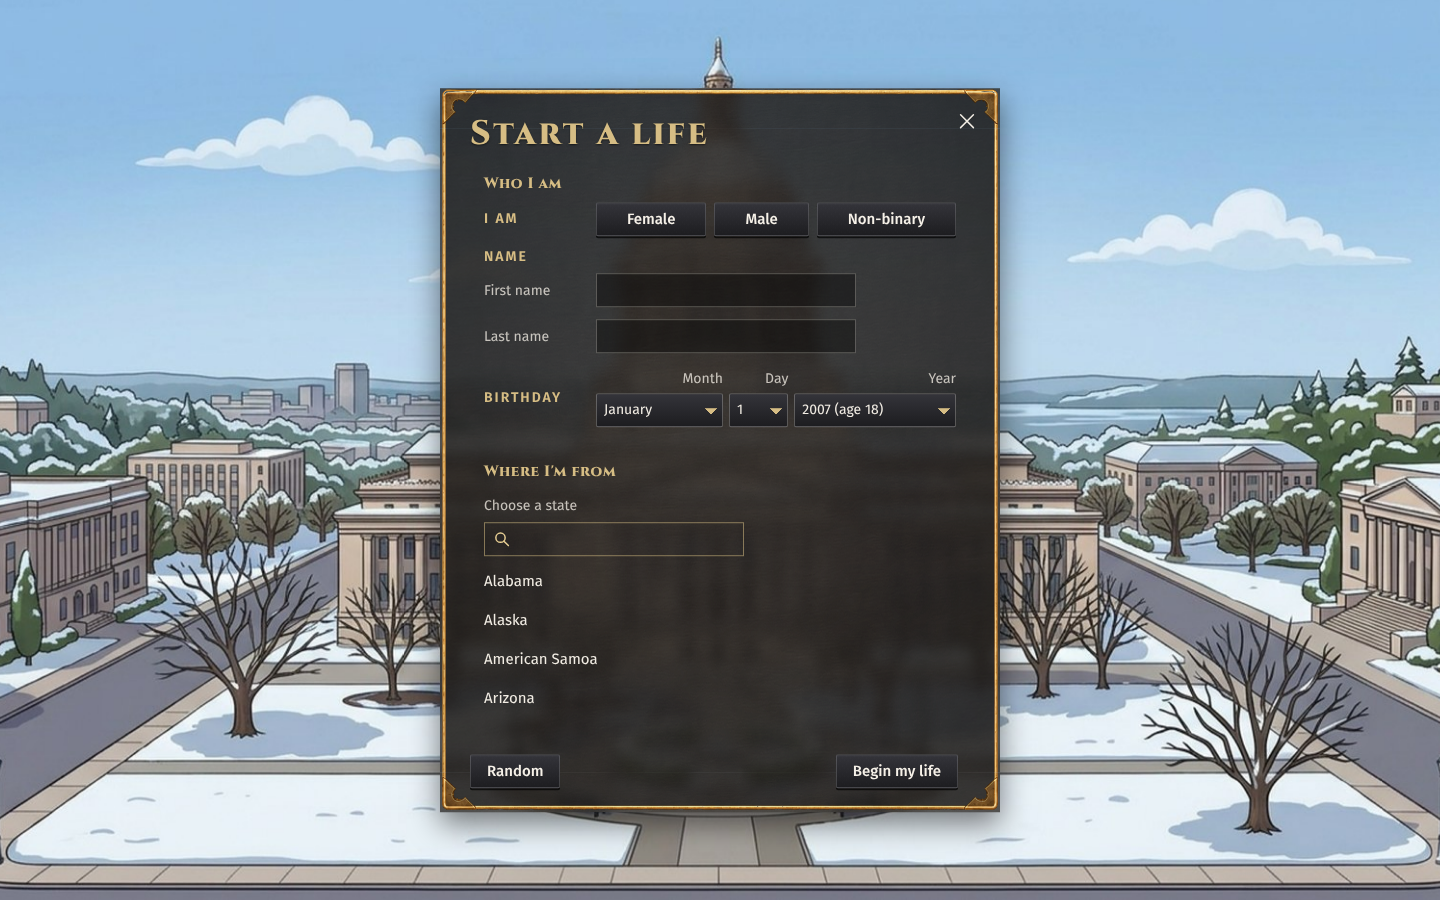 Start a life
Who I am
I AM
Female
Male
Non-binary
NAME
First name
Last name
Month
Day
Year
BIRTHDAY
January
1
2007 (age 18)
Where I'm from
Choose a state
Alabama
Alaska
American Samoa
Arizona
Random
Begin my life